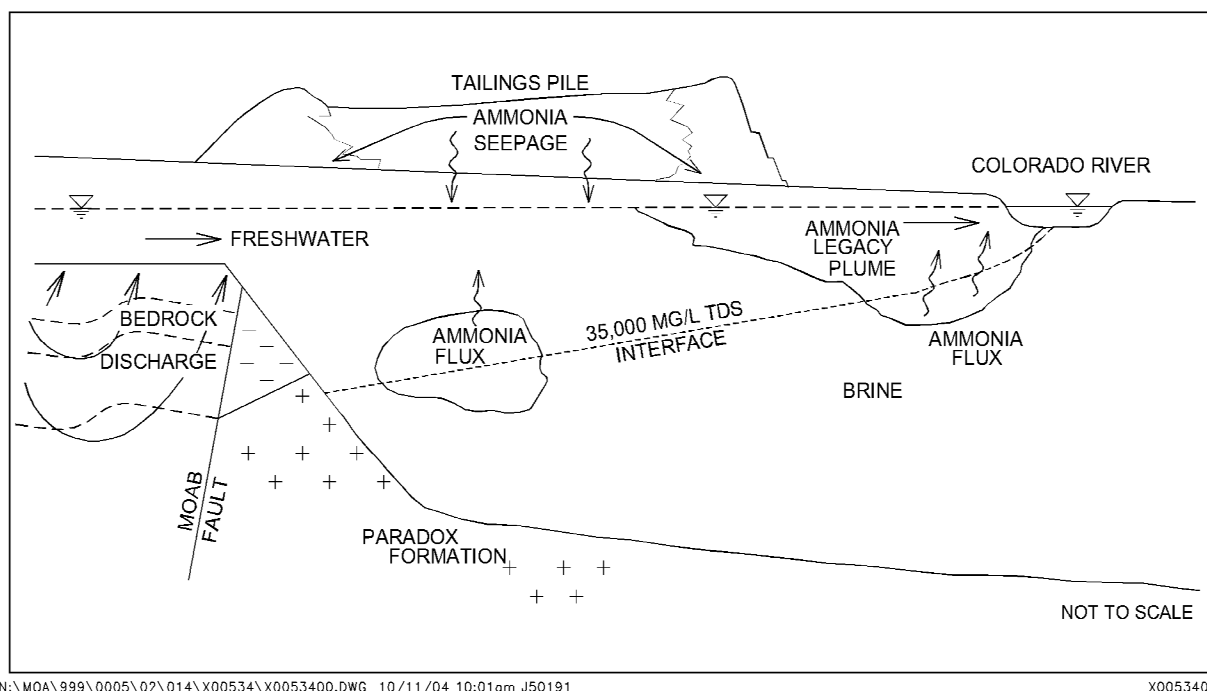 TAILINGS PILE
AMMONIA
SEEPAGE
COLORADO RIVER
FRESHWATER
AMMONIA
LEGACY
PLUME
BEDROCK
DISCHARGE
AMMONIA
FLUX
35,000 MG/L TDS
INTERFACE
AMMONIA
FLUX
BRINE
MOAB
FAULT
PARADOX
FORMATION
NOT TO SCALE
N:\MOA\999\0005\02\014\X00534\X0053400.DWG 10/11/04 10:01am J50191
X005340